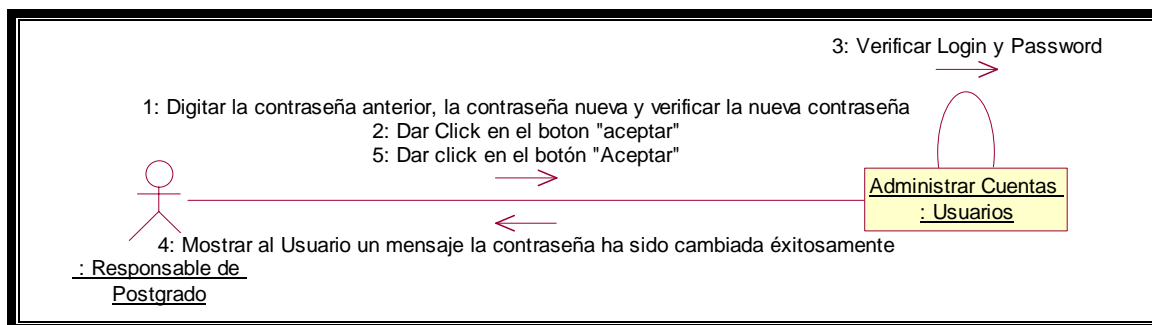 3: Verificar Login y Password
1: Digitar la contraseña anterior, la contraseña nueva y verificar la nueva contraseña
2: Dar Click en el boton "aceptar"
5: Dar click en el botón "Aceptar"
Administrar Cuentas
: Usuarios
4: Mostrar al Usuario un mensaje la contraseña ha sido cambiada éxitosamente
: Responsable de
Postgrado